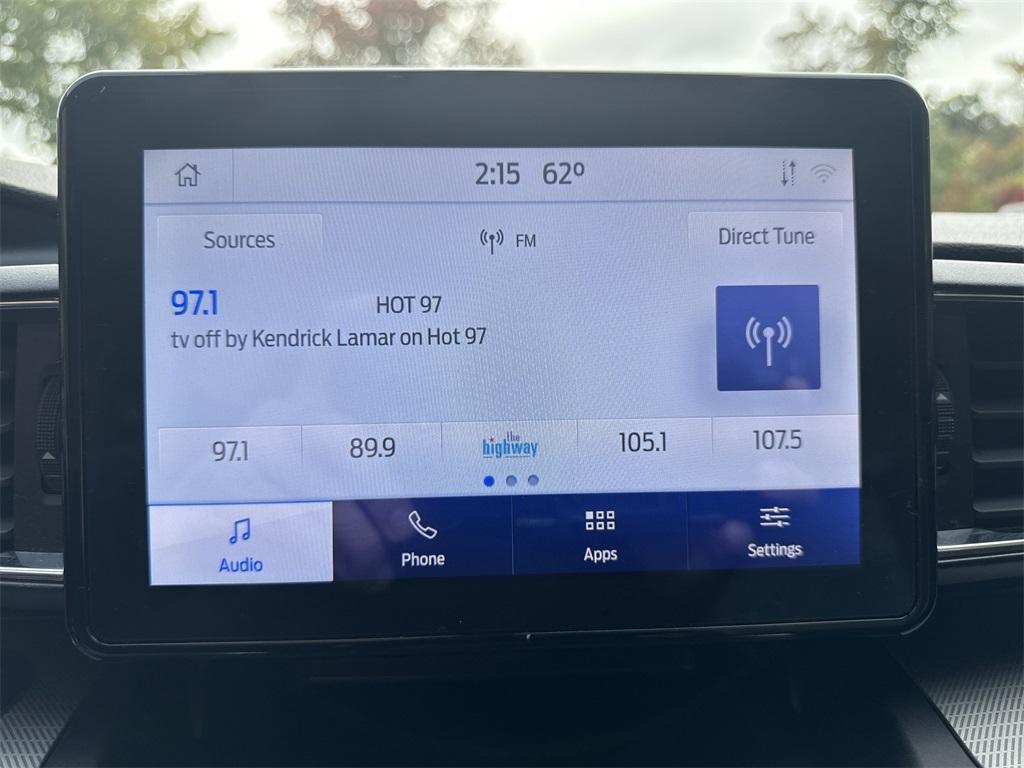 2:15 62°
Sources
FM
Direct Tune
97.1 HOT 97
tv off by Kendrick Lamar on Hot 97
97.1
89.9
the
highway
105.1
107.5
Audio
Phone
Apps
Settings